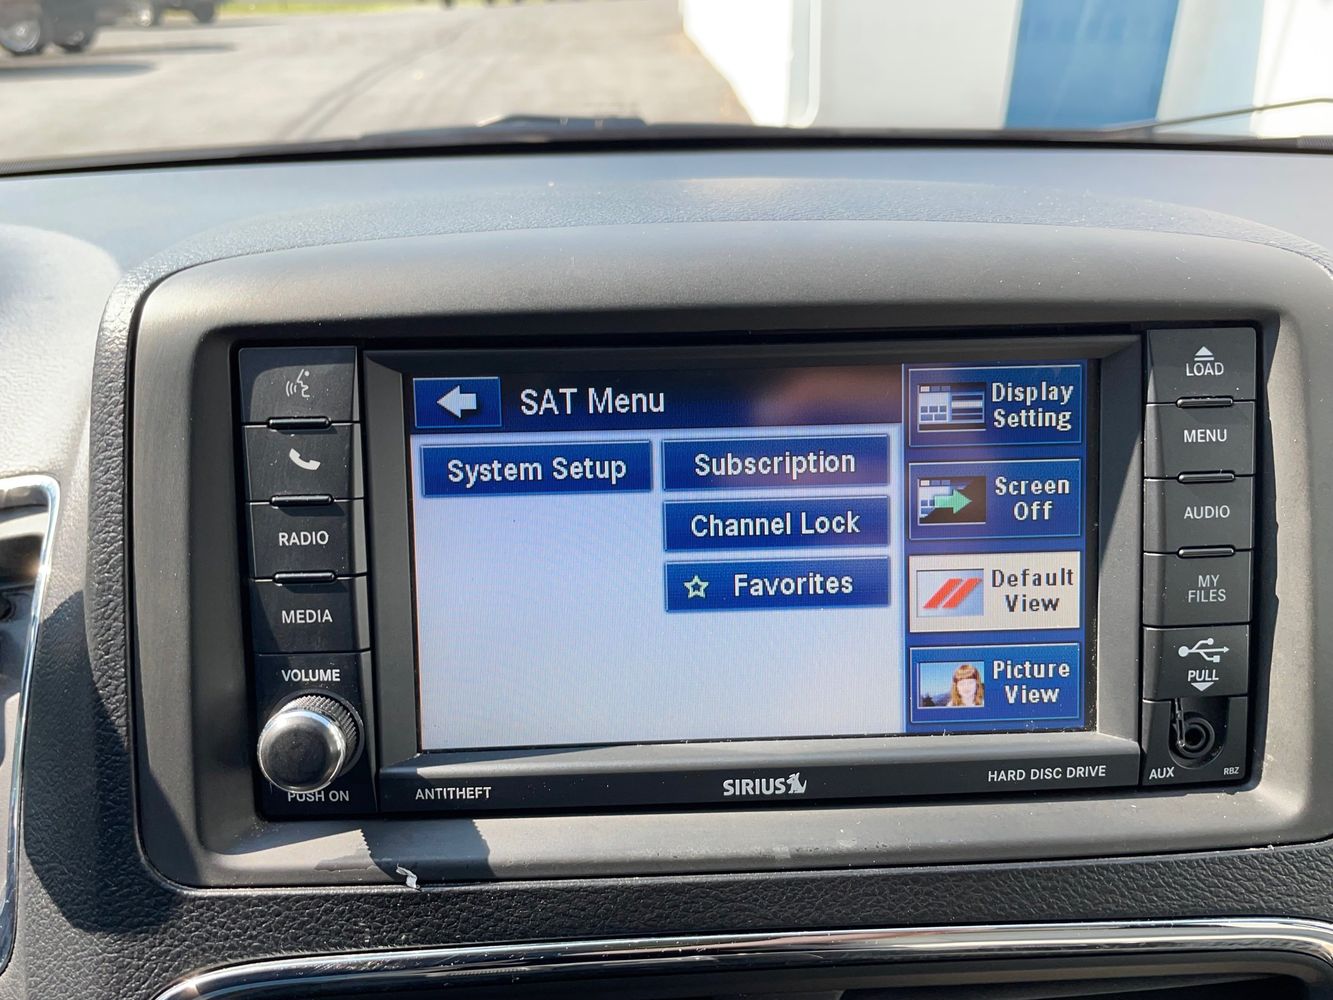 SAT Menu
System Setup
Subscription
Channel Lock
Favorites
Display
Setting
Screen
Off
Default
View
Picture
View
RADIO
MEDIA
VOLUME
PUSH ON
LOAD
MENU
AUDIO
MY
FILES
PULL
AUX
RBZ
ANTITHEFT
SIRIUS
HARD DISC DRIVE